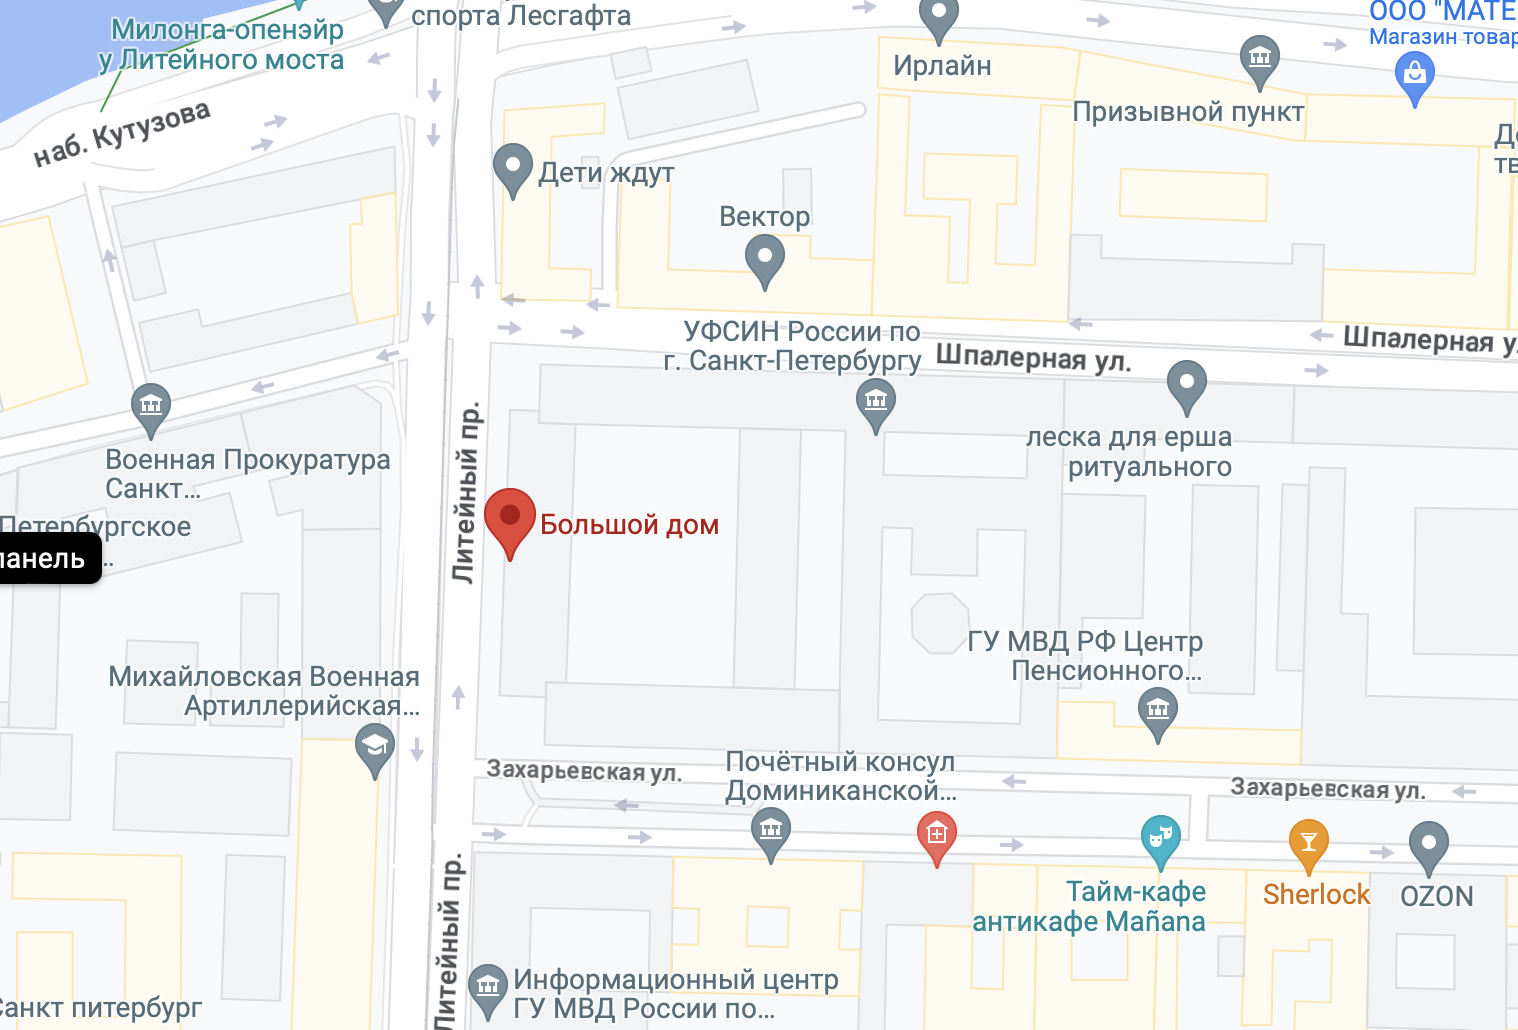 спорта Лесгафта
ООО "МАТЕ
Магазин товар
Милонга-опенэйр
у Литейного моста
Ирлайн
Призывной пункт
наб. Кутузова
До
тв
Дети ждут
Вектор
УФСИН России по
г. Санкт-Петербургу
Шпалерная ул.
Шпалерная у
леска для ерша
ритуального
Военная Прокуратура
Санкт...
Литейный пр.
Петербургское
панель
..
Большой дом
ГУ МВД РФ Центр
Пенсионного...
Михайловская Военная
Артиллерийская...
Захарьевская ул.
Почётный консул
Доминиканской...
Захарьевская ул.
Литейный пр.
Тайм-кафе
антикафе Mañana
Sherlock
OZON
Информационный центр
ГУ МВД России по...
Санкт питербург